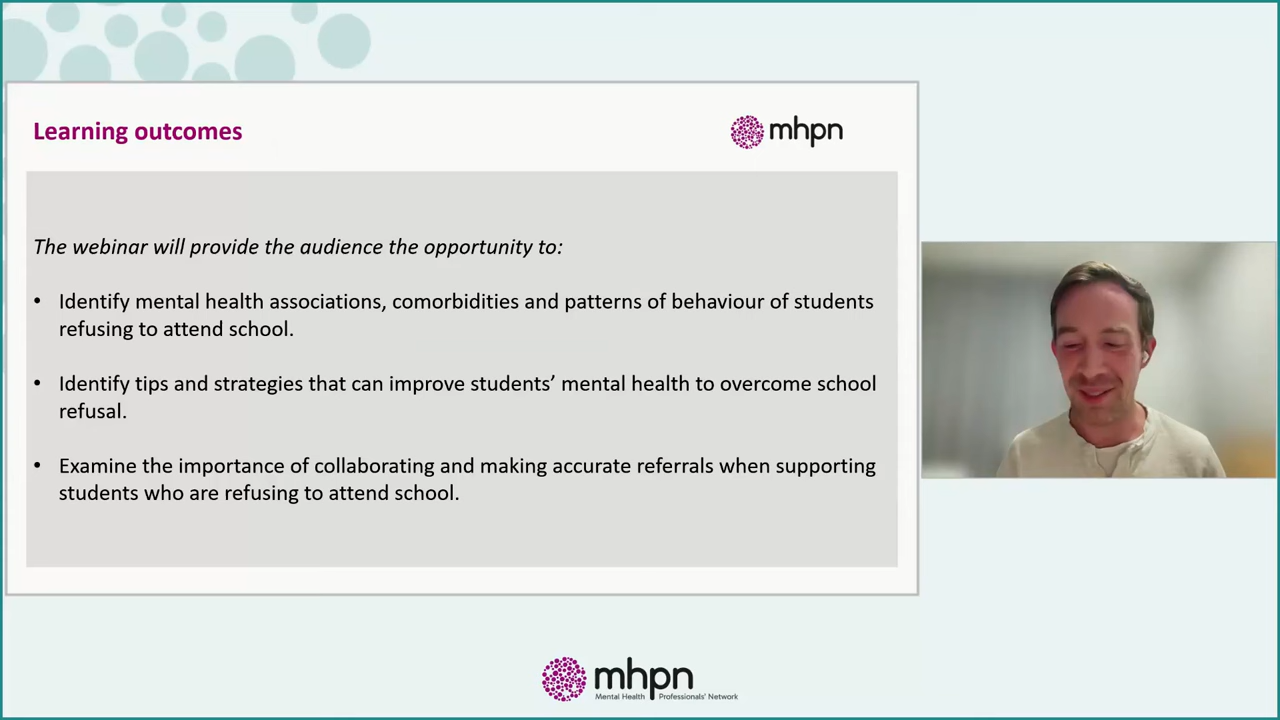 Learning outcomes
mhpn
The webinar will provide the audience the opportunity to:
• Identify mental health associations, comorbidities and patterns of behaviour of students
refusing to attend school.
• Identify tips and strategies that can improve students’ mental health to overcome school
refusal.
• Examine the importance of collaborating and making accurate referrals when supporting
students who are refusing to attend school.
mhpn
Mental Health Professionals' Network